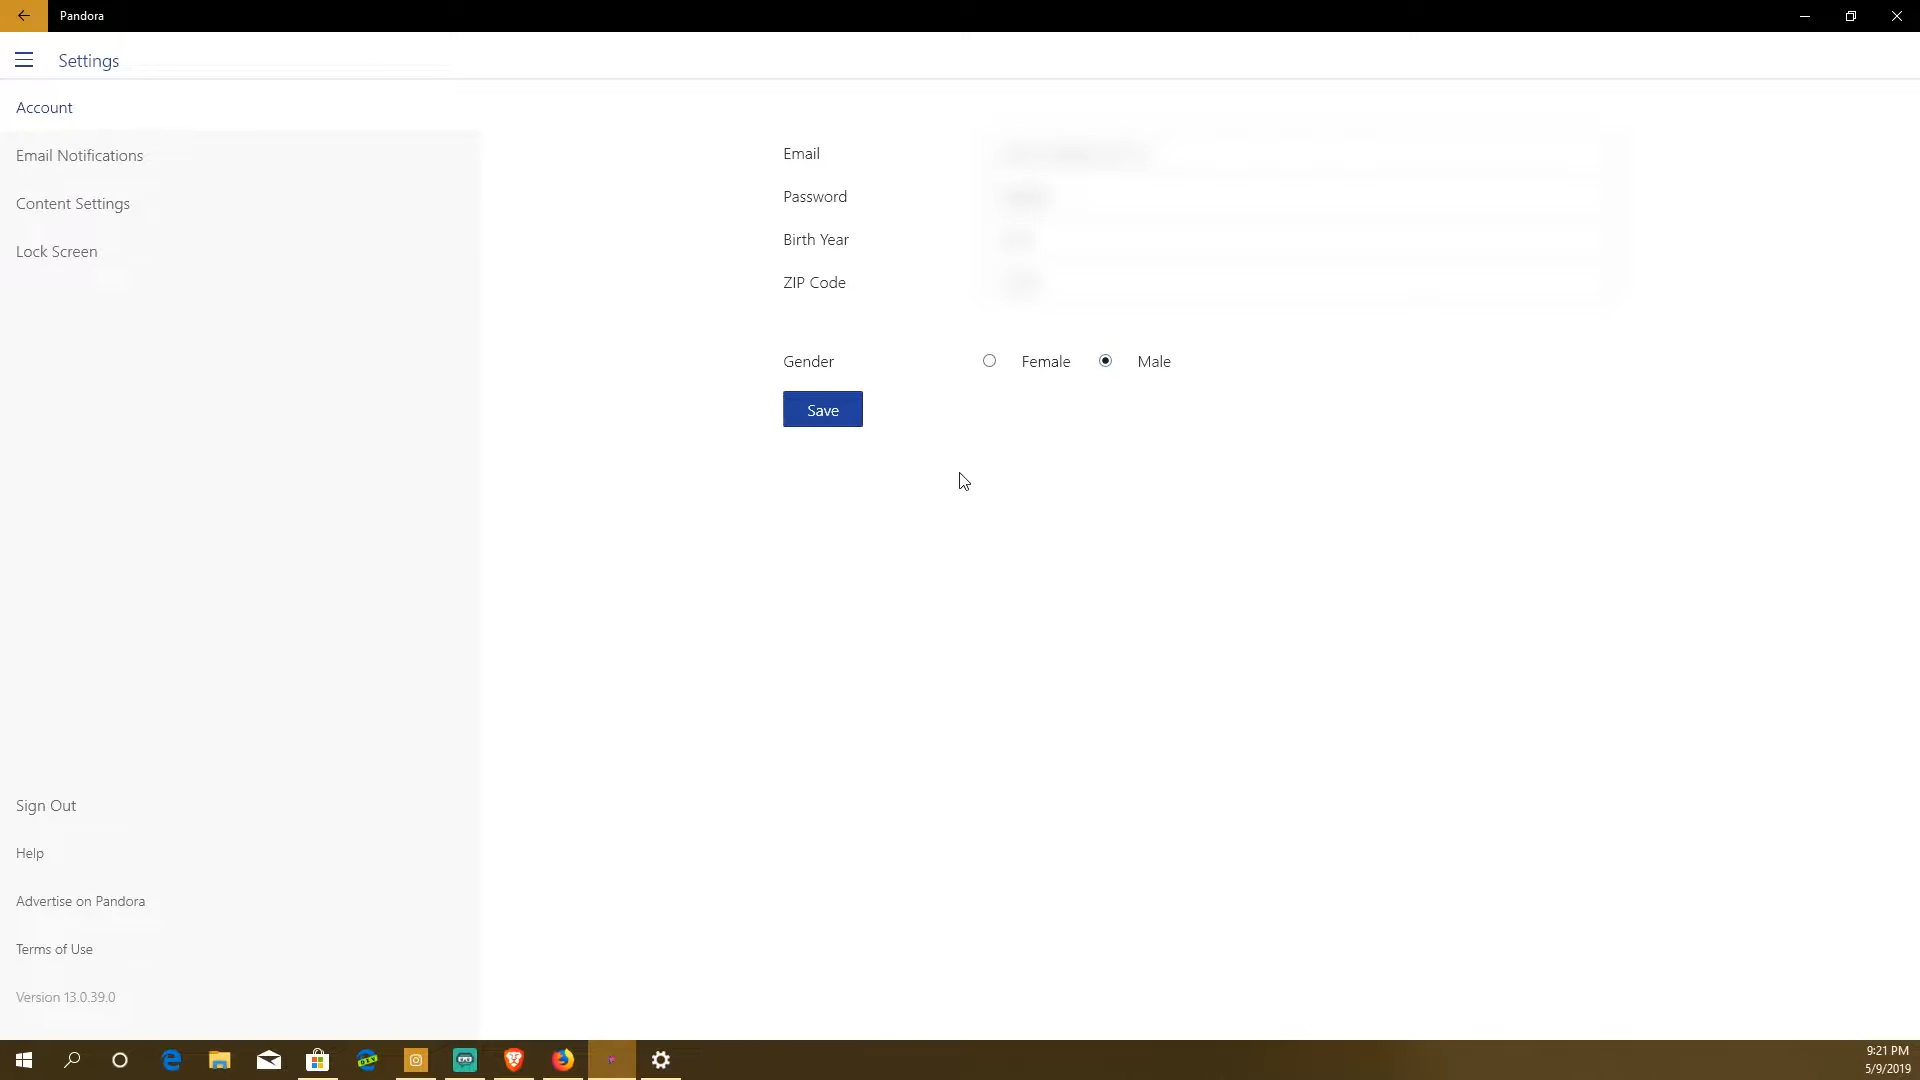 Pandora
Settings
Account
Email Notifications
Content Settings
Lock Screen
Email
Password
Birth Year
ZIP Code
Gender
Female
Male
Save
Sign Out
Help
Advertise on Pandora
Terms of Use
Version 13.0.39.0
9:21 PM
5/9/2019